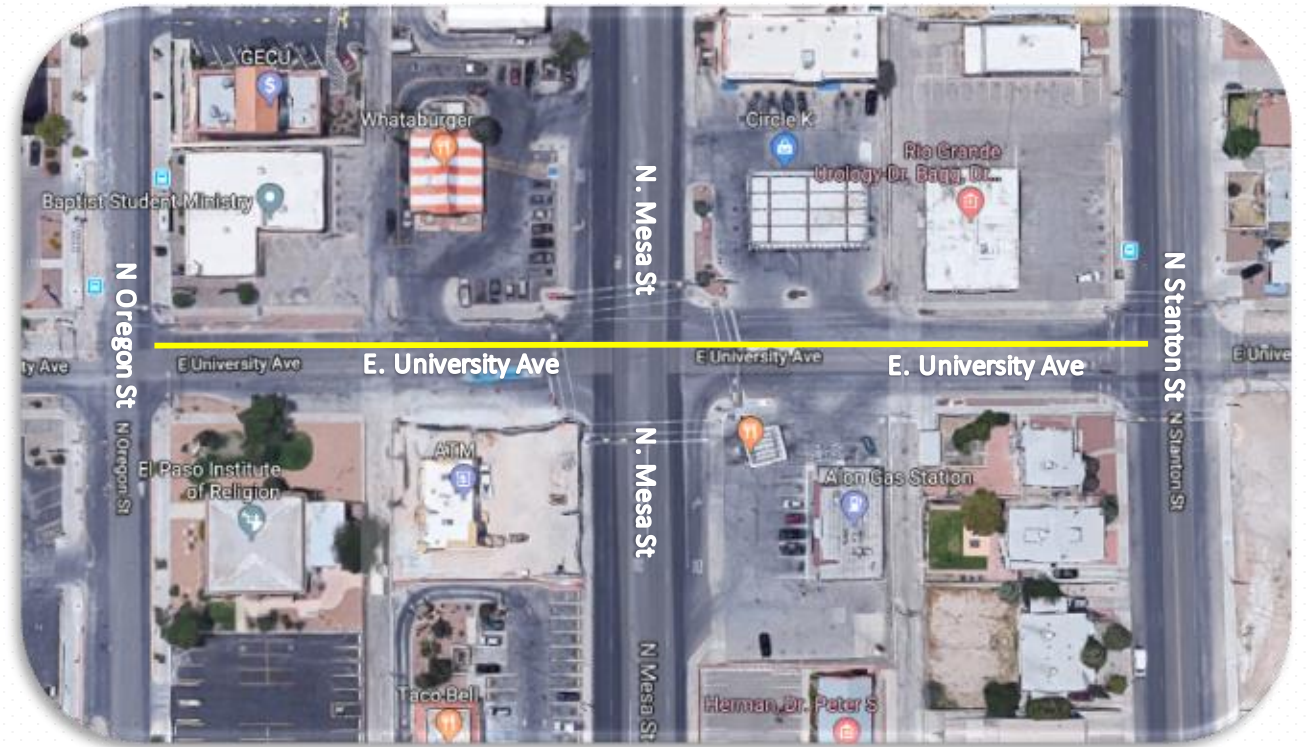 GECU
Whataburger
Circle K
Rio Grande
Urology-Dr. Bagg, Dr...
Baptist Student Ministry
N. Mesa St
N Oregon St
N Stanton St
ty Ave
E University Ave
E. University Ave
E University Ave
E. University Ave
E Unive
N Oregon St
N. Mesa St
N Stanton St
ATM
El Paso Institute
of Religion
Alon Gas Station
N Mesa St
Taco Bell
Herman Dr. Peter S